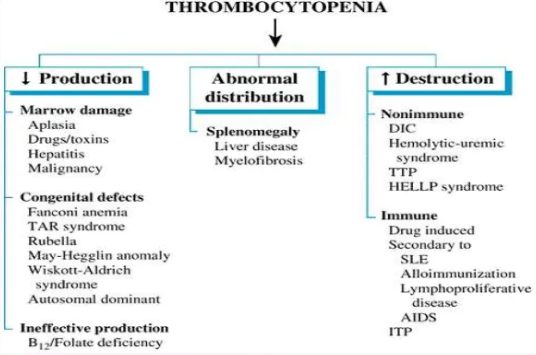 THROMBOCYTOPENIA
↓ Production
Marrow damage
Aplasia
Drugs/toxins
Hepatitis
Malignancy
Congenital defects
Fanconi anemia
TAR syndrome
Rubella
May-Hegglin anomaly
Wiskott-Aldrich
syndrome
Autosomal dominant
Ineffective production
B₁₂/Folate deficiency
Abnormal
distribution
Splenomegaly
Liver disease
Myelofibrosis
↑ Destruction
Nonimmune
DIC
Hemolytic-uremic
syndrome
TTP
HELLP syndrome
Immune
Drug induced
Secondary to
SLE
Alloimmunization
Lymphoproliferative
disease
AIDS
ITP